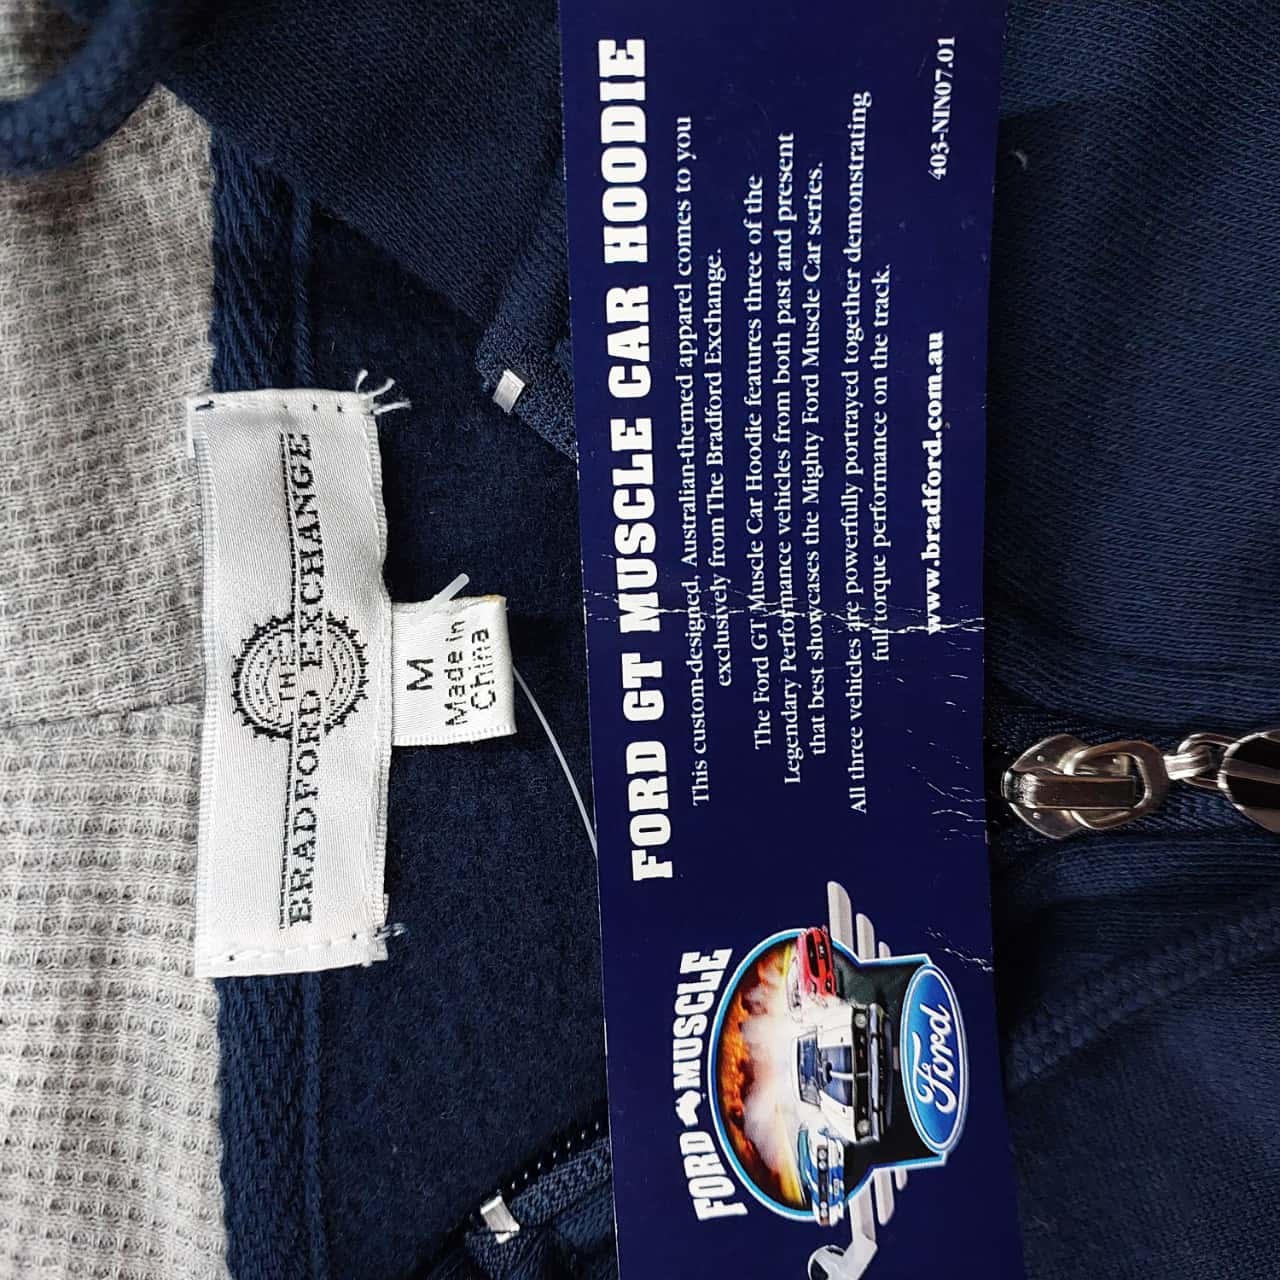 THE
BRADFORD EXCHANGE
M
Made in
China
FORD GT MUSCLE CAR HOODIE
This custom-designed, Australian-themed apparel comes to you
exclusively from The Bradford Exchange.
The Ford GT Muscle Car Hoodie features three of the
Legendary Performance vehicles from both past and present
that best showcases the Mighty Ford Muscle Car series.
All three vehicles are powerfully portrayed together demonstrating
full torque performance on the track.
www.bradford.com.au
403-NIN07.01
FORD MUSCLE
Ford